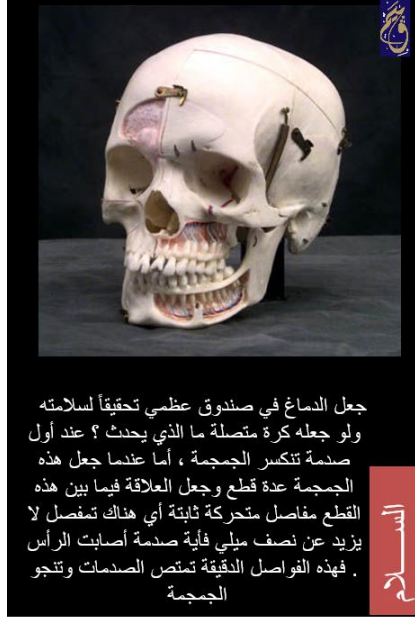 جعل الدماغ في صندوق عظمي تحقيقاً لسلامته
ولو جعله كرة متصلة ما الذي يحدث ؟ عند أول
صدمة تنكسر الجمجمة ، أما عندما جعل هذه
الجمجمة عدة قطع وجعل العلاقة فيما بين هذه
القطع مفاصل متحركة ثابتة أي هناك تمفصل لا
يزيد عن نصف ميلي فأية صدمة أصابت الرأس
. فهذه الفواصل الدقيقة تمتص الصدمات وتنجو
الجمجمة
الســلام